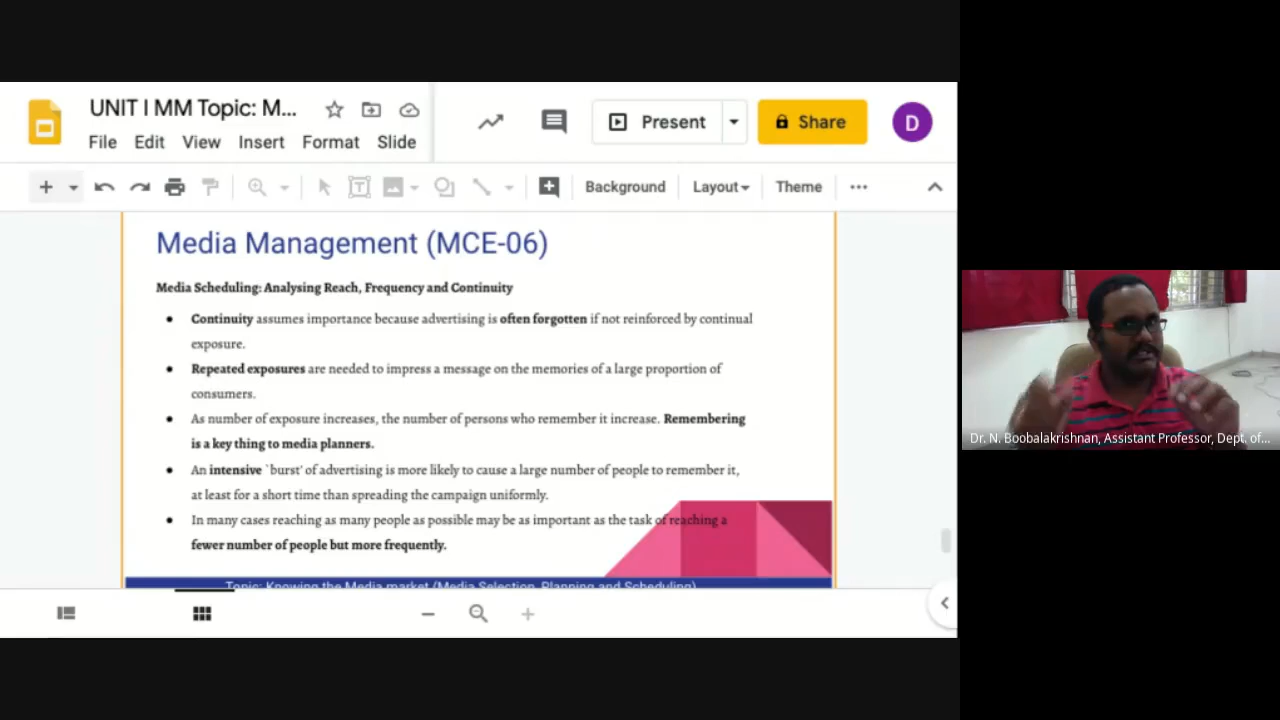 UNIT I MM Topic: M...
File Edit View Insert Format Slide
Present
Share
D
Background Layout Theme
Media Management (MCE-06)
Media Scheduling: Analysing Reach, Frequency and Continuity
● Continuity assumes importance because advertising is often forgotten if not reinforced by continual
exposure.
● Repeated exposures are needed to impress a message on the memories of a large proportion of
consumers.
● As number of exposure increases, the number of persons who remember it increase. Remembering
is a key thing to media planners.
● An intensive `burst' of advertising is more likely to cause a large number of people to remember it,
at least for a short time than spreading the campaign uniformly.
● In many cases reaching as many people as possible may be as important as the task of reaching a
fewer number of people but more frequently.
Topic: Knowing the Media market (Media Selection, Planning and Scheduling)
Dr. N. Boobalakrishnan, Assistant Professor, Dept. of...